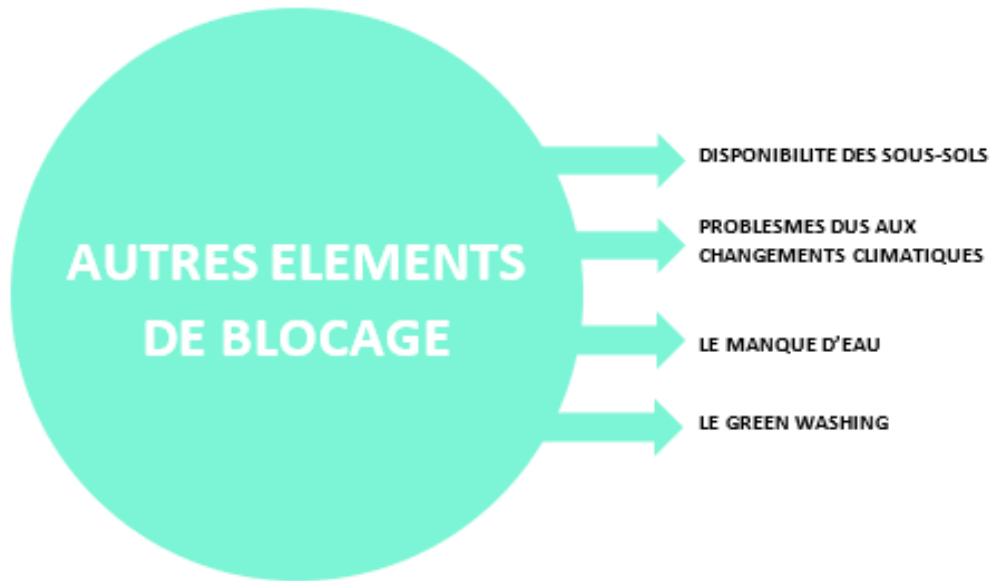 AUTRES ELEMENTS
DE BLOCAGE
DISPONIBILITE DES SOUS-SOLS
PROBLESMES DUS AUX
CHANGEMENTS CLIMATIQUES
LE MANQUE D’EAU
LE GREEN WASHING